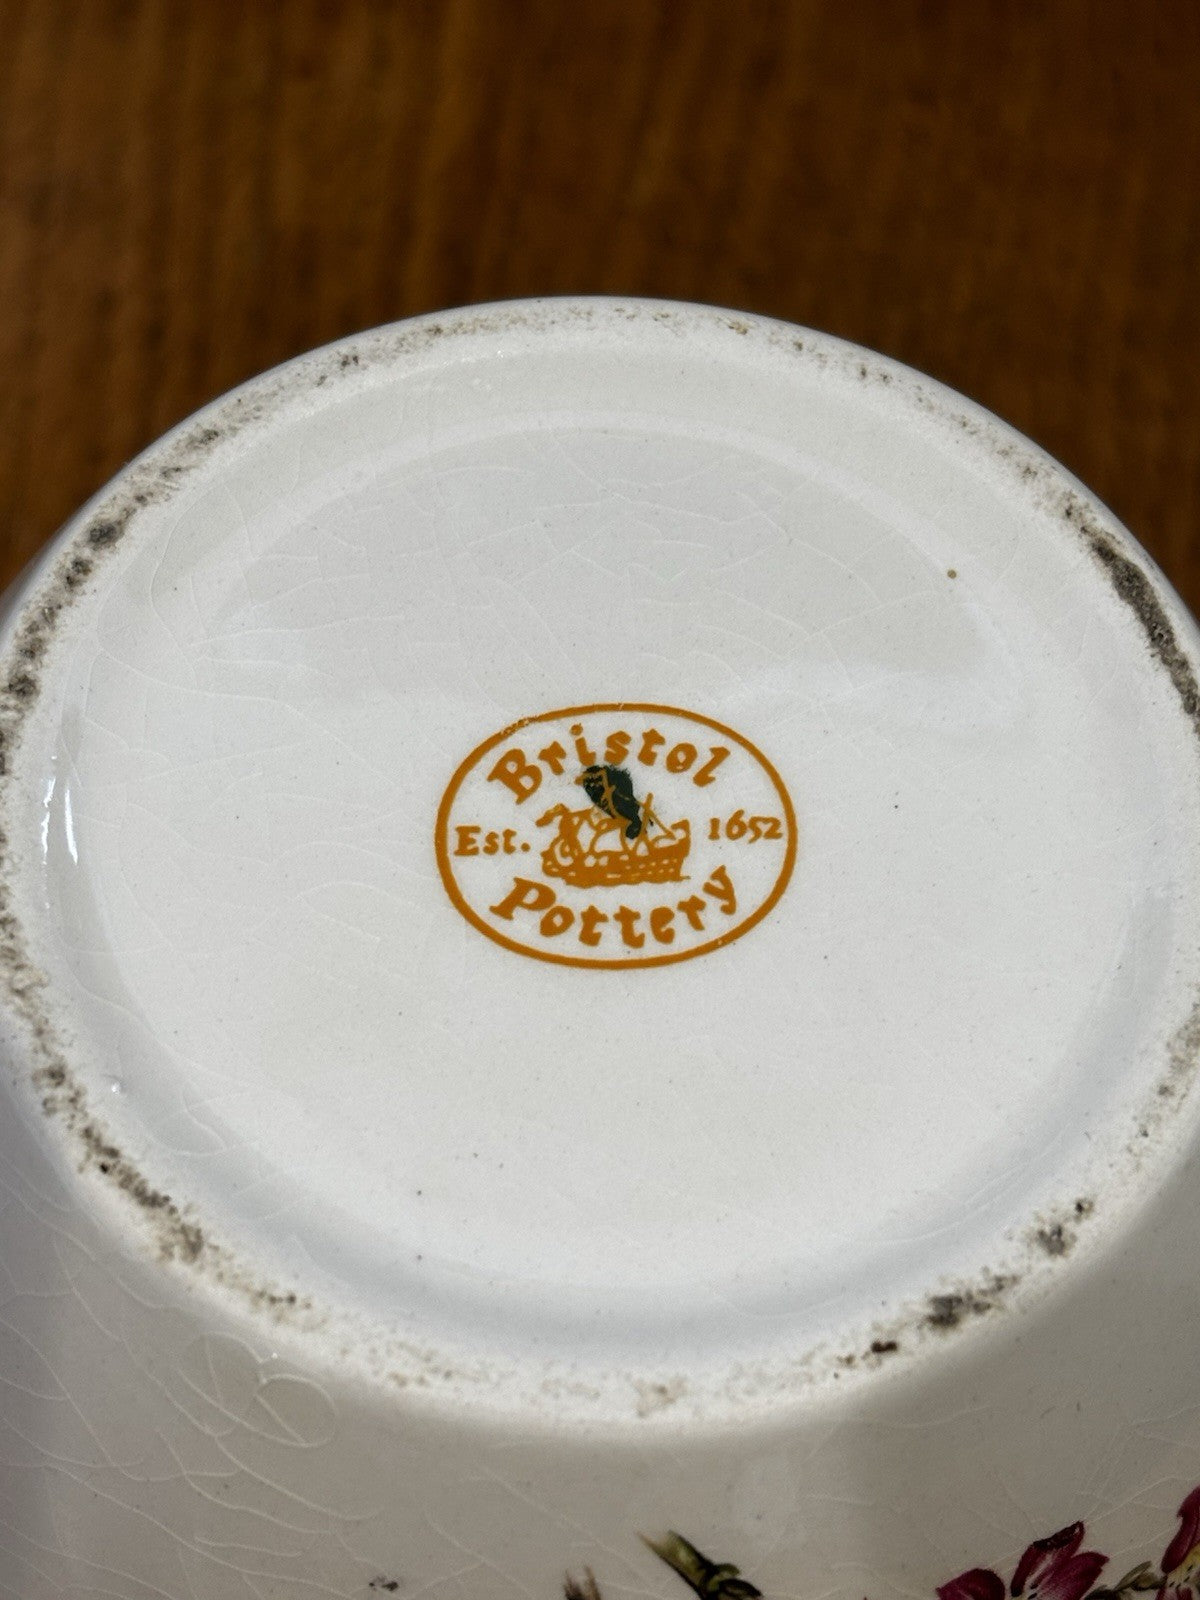 Bristol
Est. 1652
Pottery